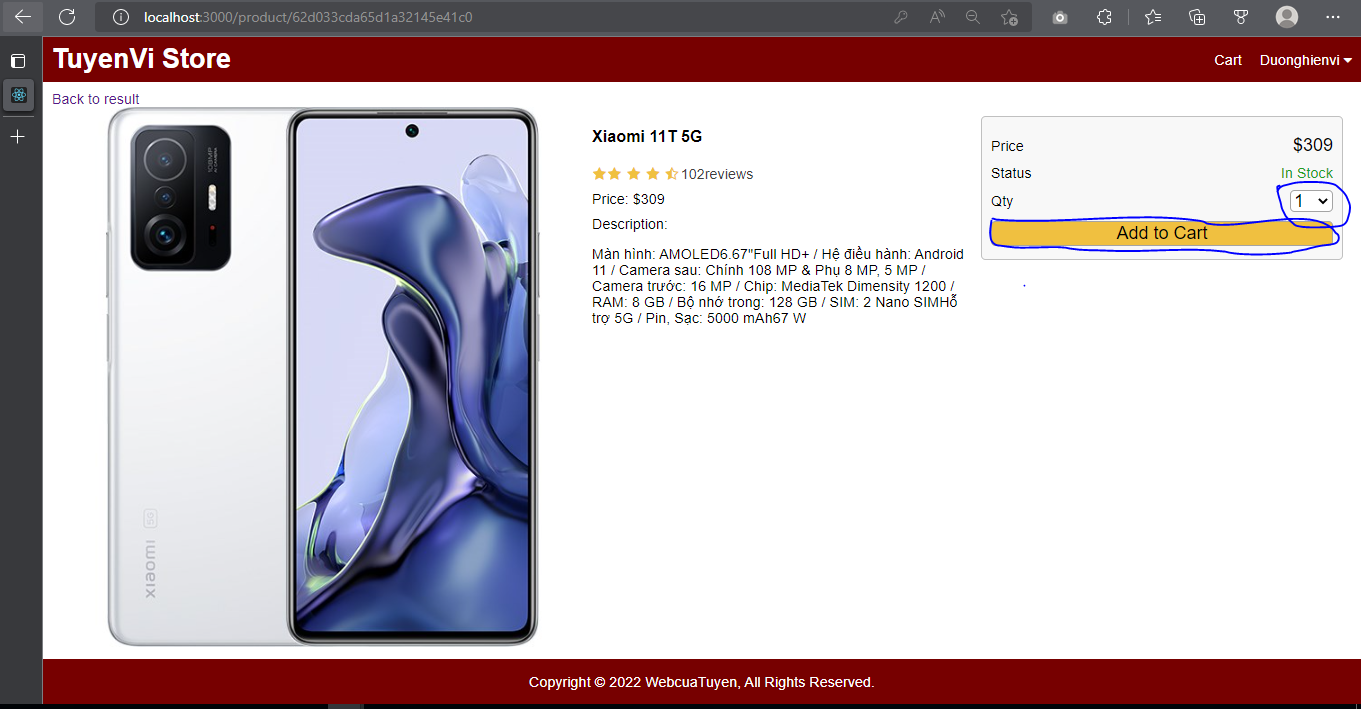 localhost:3000/product/62d033cda65d1a32145e41c0
TuyenVi Store
Cart Duonghienvi
Back to result
108MP
AI CAMERA
5G
xiaomi
Xiaomi 11T 5G
102reviews
Price: $309
Description:
Màn hình: AMOLED6.67"Full HD+ / Hệ điều hành: Android
11 / Camera sau: Chính 108 MP & Phụ 8 MP, 5 MP /
Camera trước: 16 MP / Chip: MediaTek Dimensity 1200 /
RAM: 8 GB / Bộ nhớ trong: 128 GB / SIM: 2 Nano SIMHỗ
trợ 5G / Pin, Sạc: 5000 mAh67 W
Price $309
Status In Stock
Qty 1
Add to Cart
Copyright © 2022 WebcuaTuyen, All Rights Reserved.